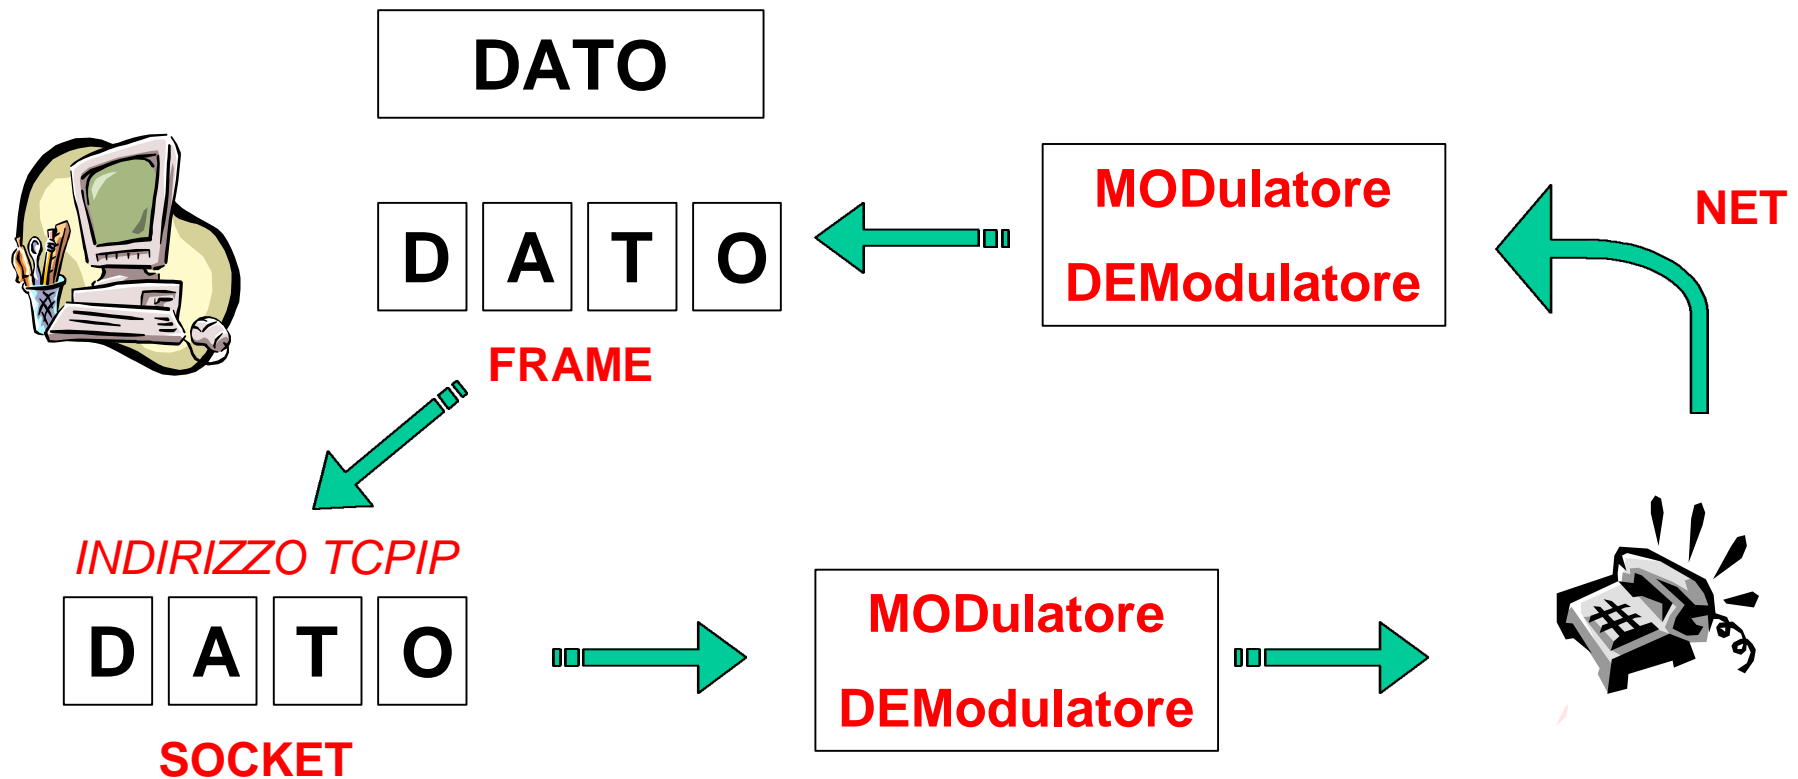 DATO
MODulatore
DEModulatore
NET
D A T O
FRAME
INDIRIZZO TCPIP
D A T O
SOCKET
MODulatore
DEModulatore